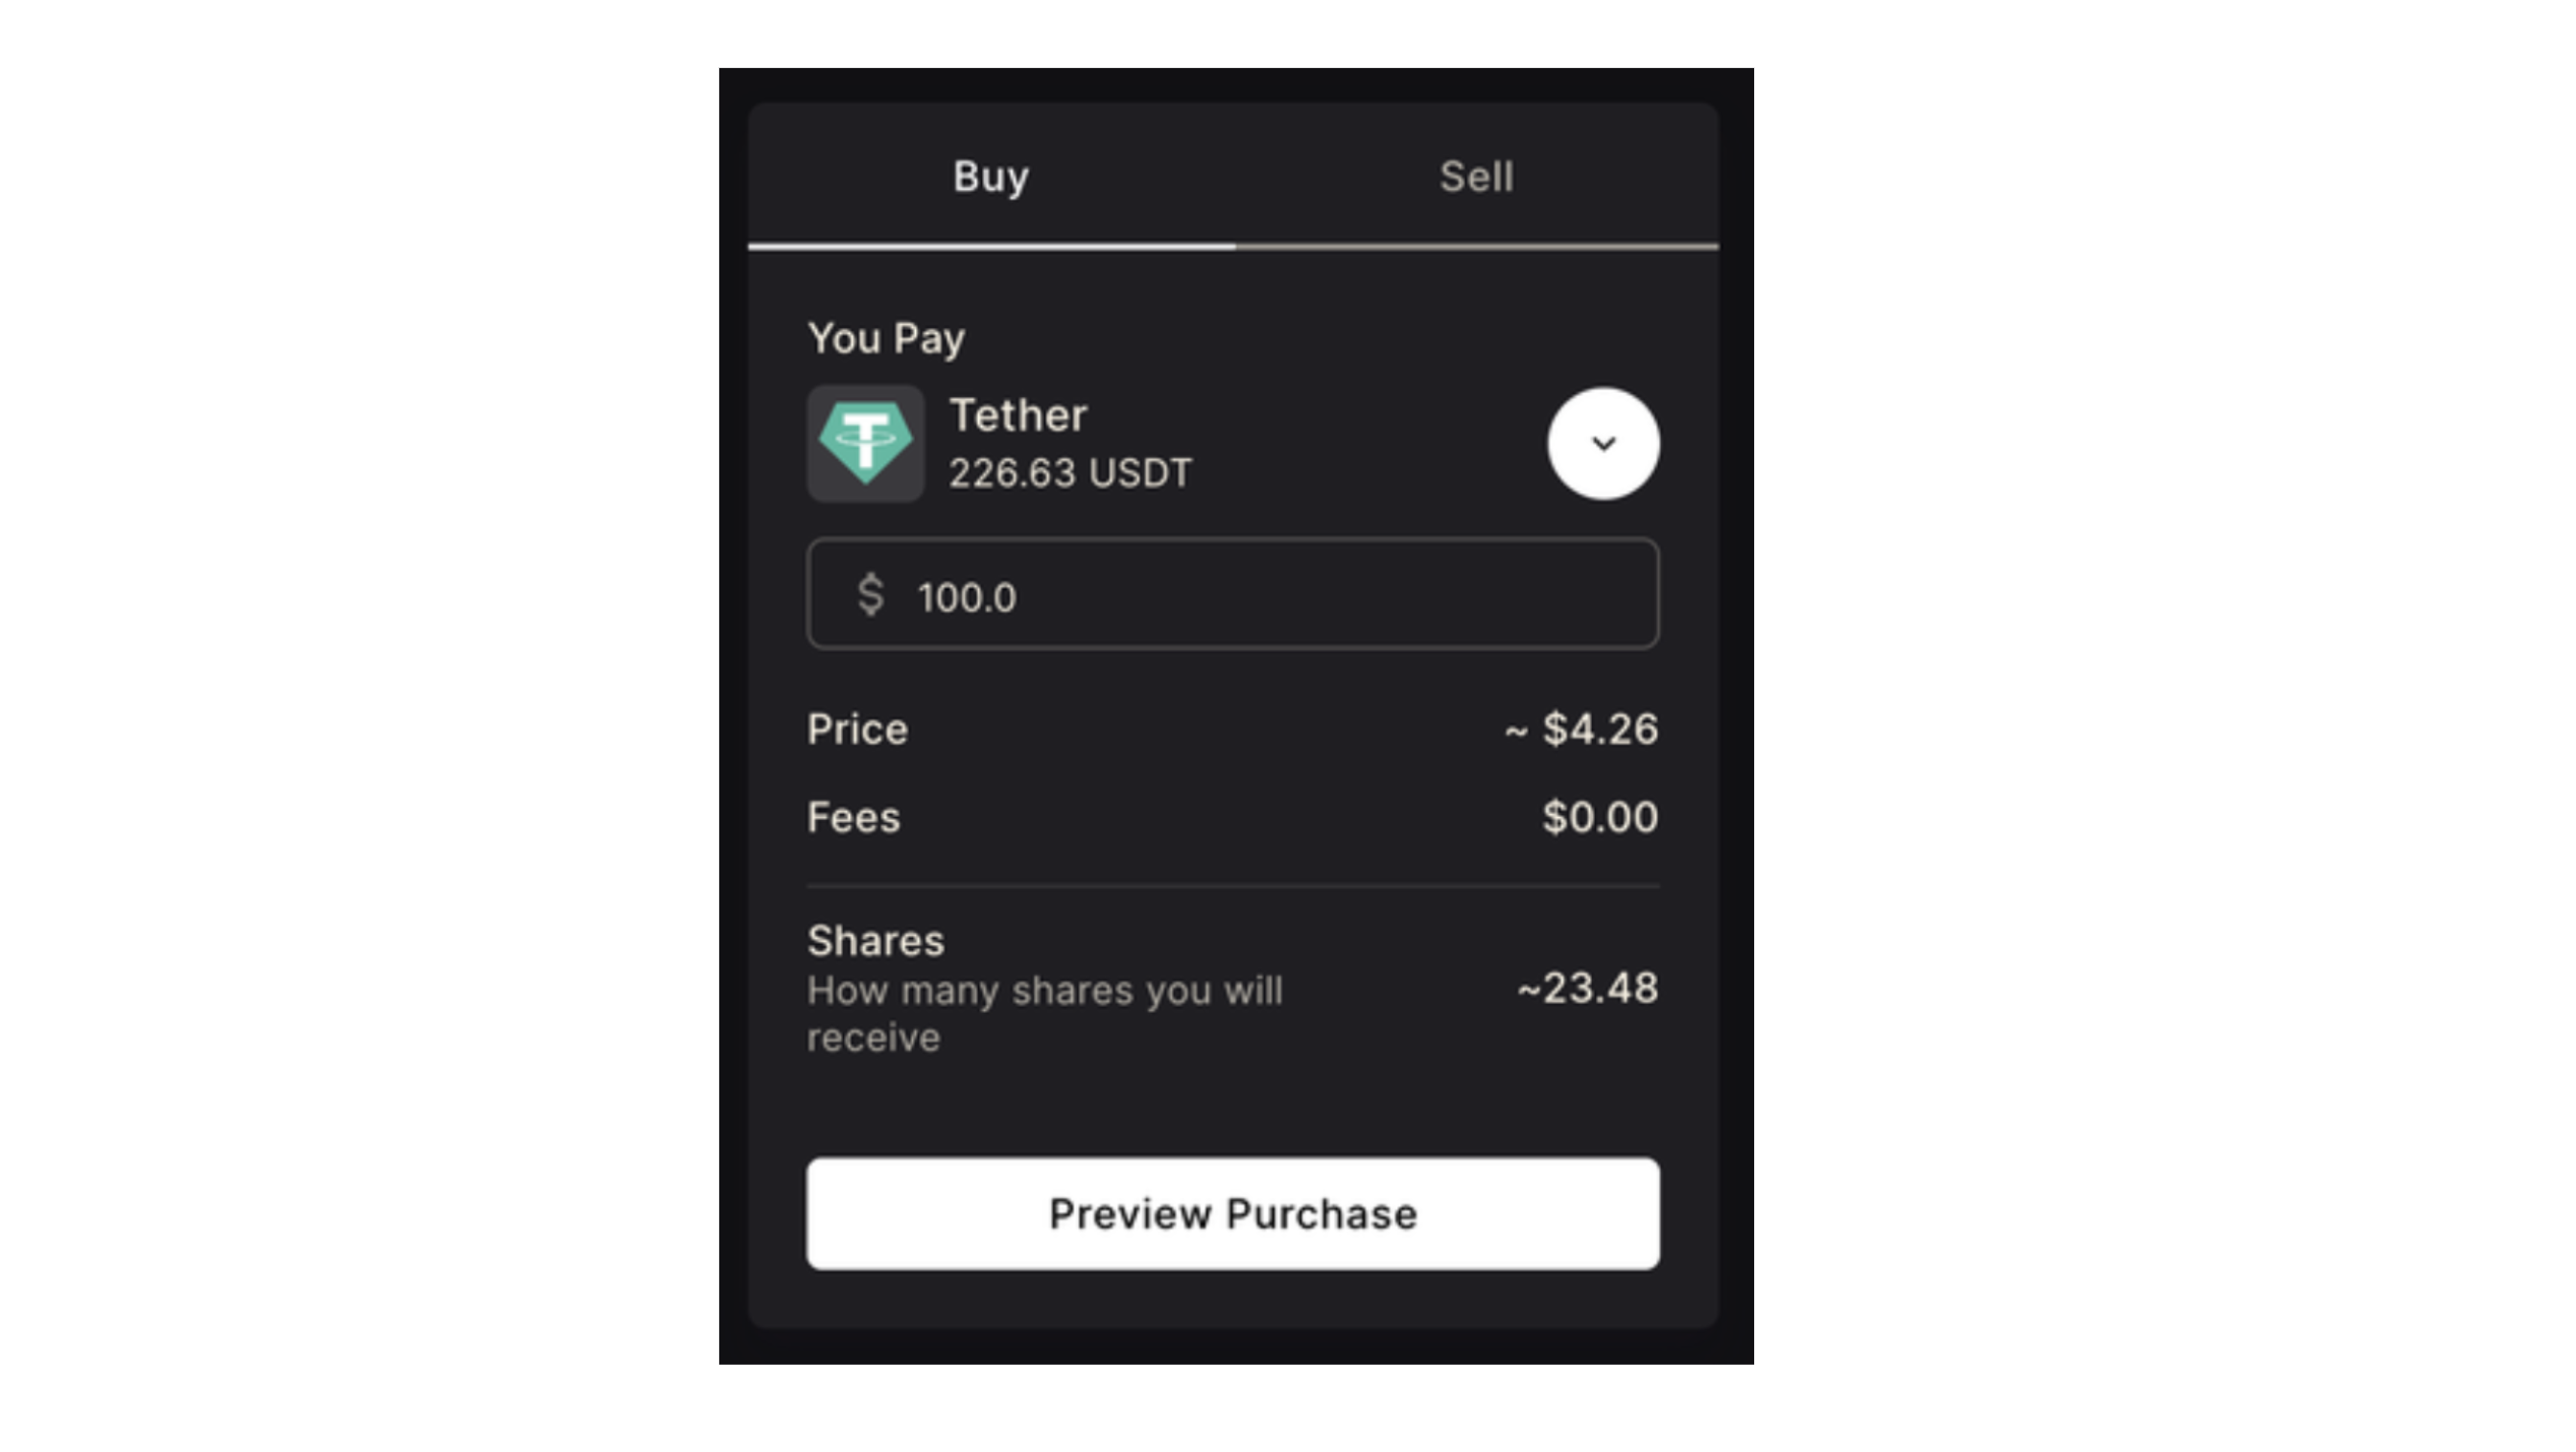 Buy Sell
You Pay
Tether
226.63 USDT
$ 100.0
Price ~ $4.26
Fees $0.00
Shares
How many shares you will
receive
~23.48
Preview Purchase